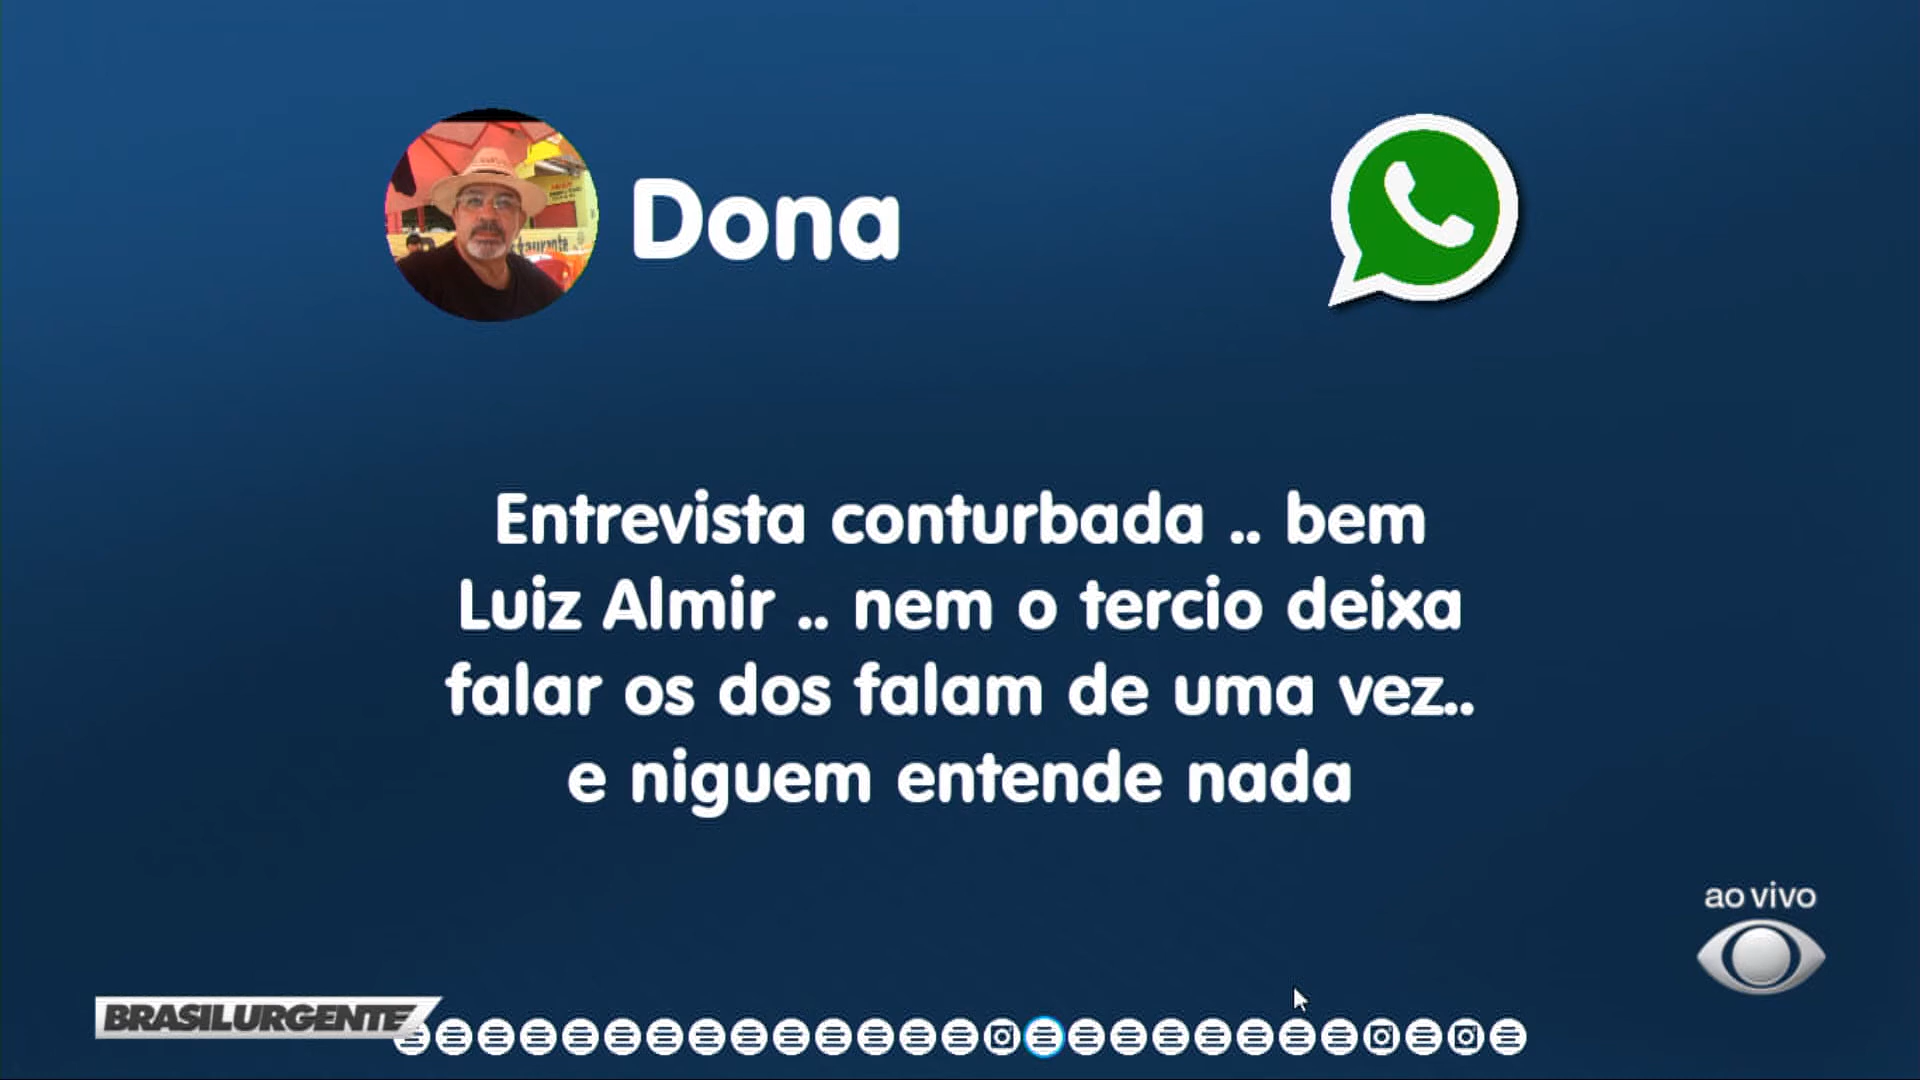 Dona
Entrevista conturbada .. bem
Luiz Almir .. nem o tercio deixa
falar os dos falam de uma vez..
e niguem entende nada
ao vivo
BRASILURGENTE